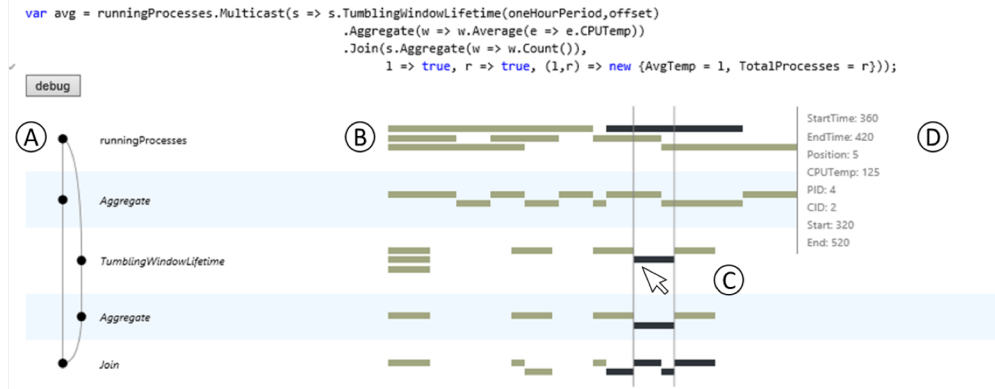 var avg = runningProcesses.Multicast(s => s.TumblingWindowLifetime(oneHourPeriod,offset)
.Aggregate(w => w.Average(e => e.CPUTemp))
.Join(s.Aggregate(w => w.Count()),
l => true, r => true, (l,r) => new {AvgTemp = l, TotalProcesses = r}));
debug
A
runningProcesses
B
StartTime: 360
EndTime: 420
Position: 5
CPUTemp: 125
PID: 4
CID: 2
Start: 320
End: 520
D
Aggregate
TumblingWindowLifetime
C
Aggregate
Join